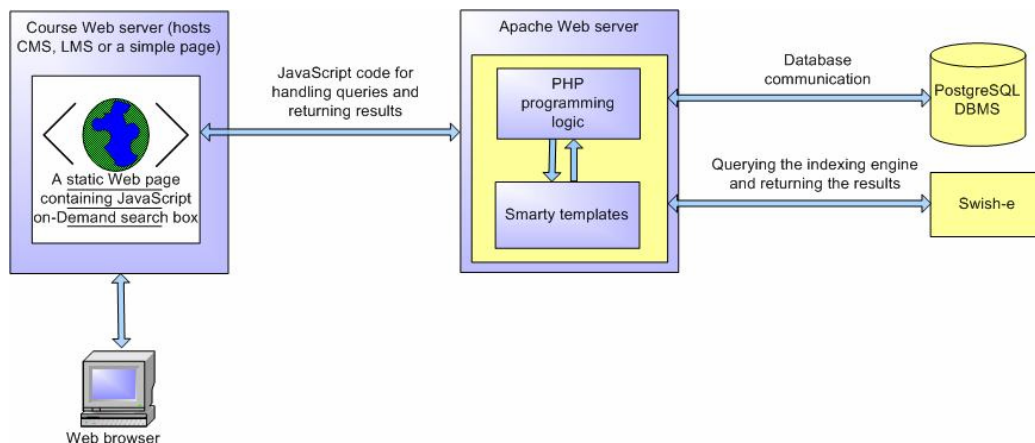 Course Web server (hosts
CMS, LMS or a simple page)
A static Web page
containing JavaScript
on-Demand search box
Web browser
JavaScript code for
handling queries and
returning results
Apache Web server
PHP
programming
logic
Smarty templates
Database
communication
PostgreSQL
DBMS
Querying the indexing engine
and returning the results
Swish-e